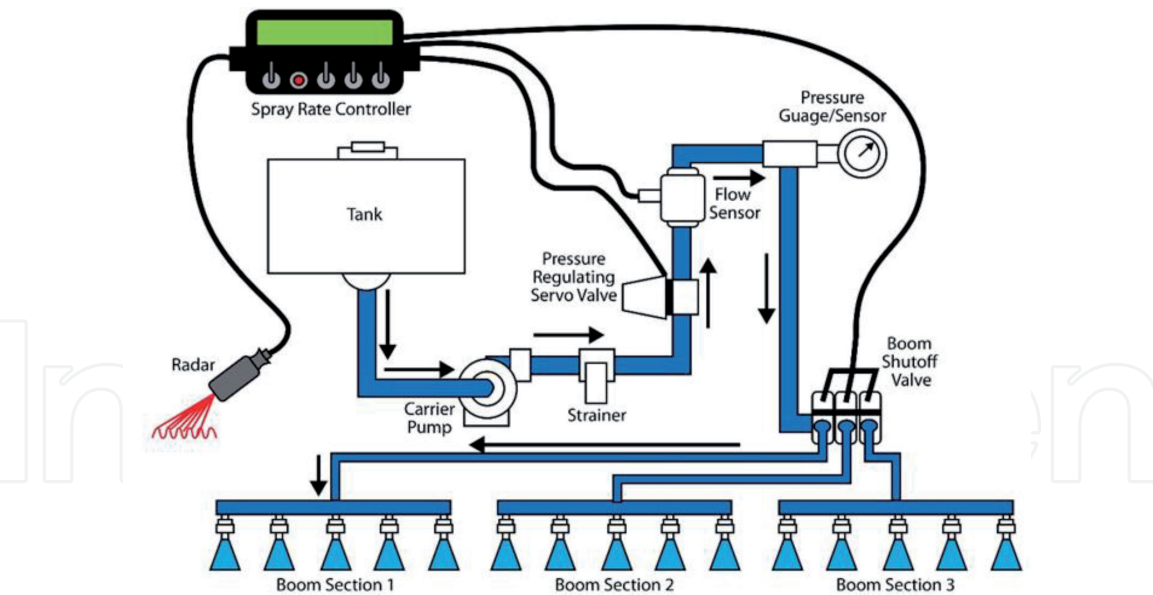 Spray Rate Controller
Pressure
Guage/Sensor
Tank
Flow
Sensor
Pressure
Regulating
Servo Valve
Radar
Boom
Shutoff
Valve
Carrier
Pump
Strainer
Boom Section 1
Boom Section 2
Boom Section 3